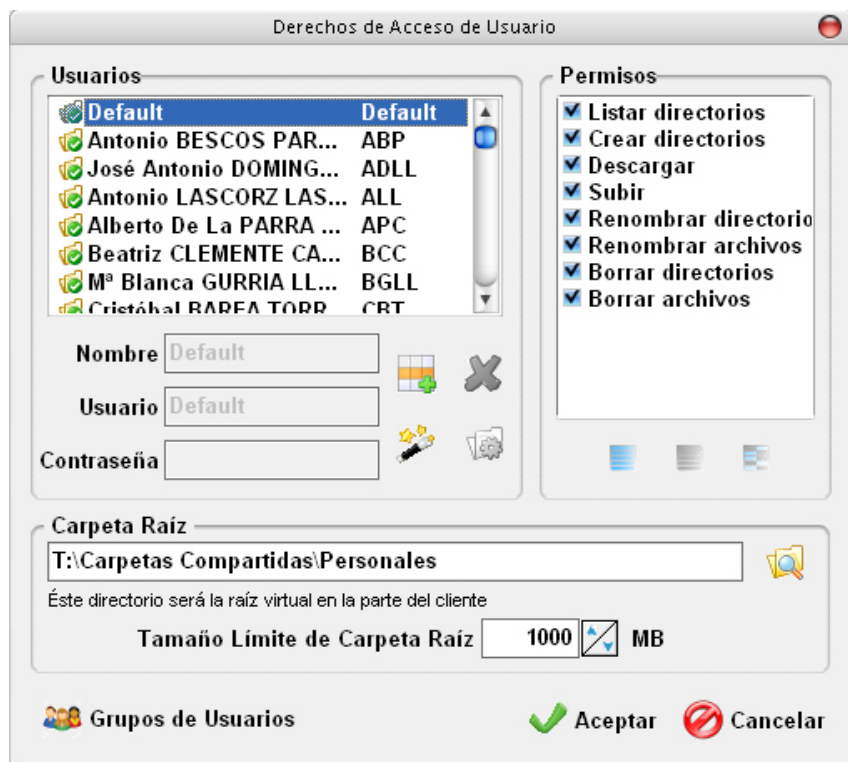 Derechos de Acceso de Usuario
Usuarios
Default Default
Antonio BESCOS PAR... ABP
José Antonio DOMING... ADLL
Antonio LASCORZ LAS... ALL
Alberto De La PARRA ... APC
Beatriz CLEMENTE CA... BCC
Mª Blanca GURRIA LL... BGLL
Cristóbal BAREA TORR... CBT
Nombre Default
Usuario Default
Contraseña
Permisos
Listar directorios
Crear directorios
Descargar
Subir
Renombrar directorio
Renombrar archivos
Borrar directorios
Borrar archivos
Carpeta Raíz
T:\Carpetas Compartidas\Personales
Éste directorio será la raíz virtual en la parte del cliente
Tamaño Límite de Carpeta Raíz 1000 MB
Grupos de Usuarios Aceptar Cancelar